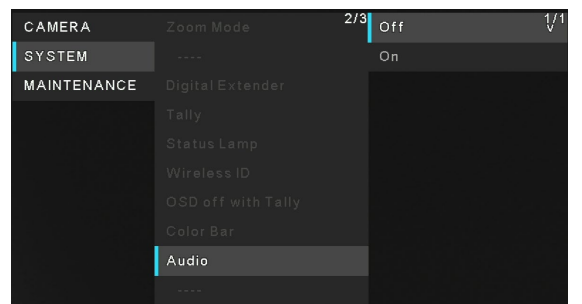 CAMERA
SYSTEM
MAINTENANCE
Zoom Mode 2/3
----
Digital Extender
Tally
Status Lamp
Wireless ID
OSD off with Tally
Color Bar
Audio
----
Off 1/1
On